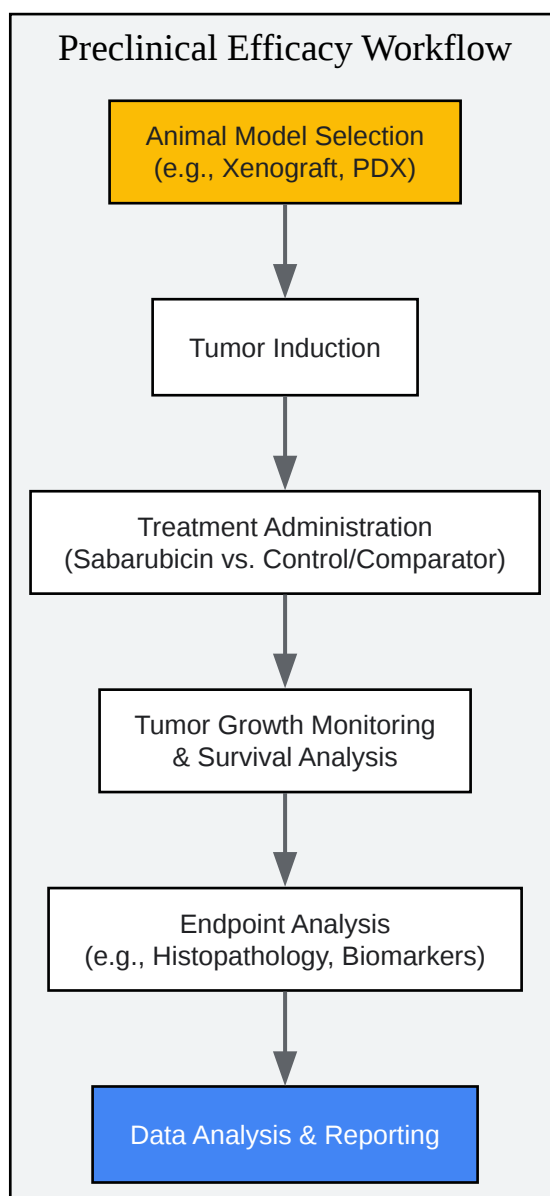 Preclinical Efficacy Workflow
Animal Model Selection
(e.g., Xenograft, PDX)
Tumor Induction
Treatment Administration
(Sabarubicin vs. Control/Comparator)
Tumor Growth Monitoring
& Survival Analysis
Endpoint Analysis
(e.g., Histopathology, Biomarkers)
Data Analysis & Reporting